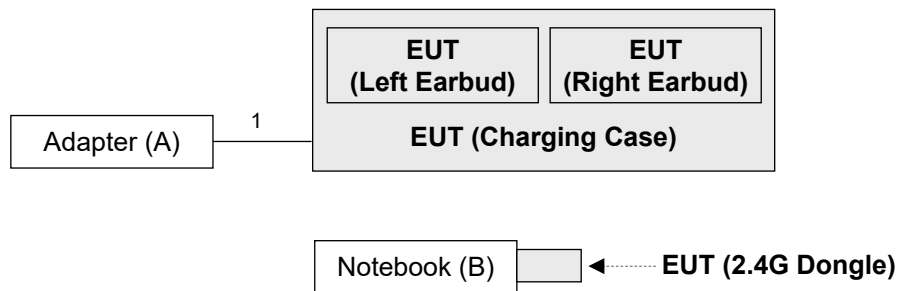 EUT
(Left Earbud)
EUT
(Right Earbud)
EUT (Charging Case)
Adapter (A)
1
Notebook (B)
EUT (2.4G Dongle)